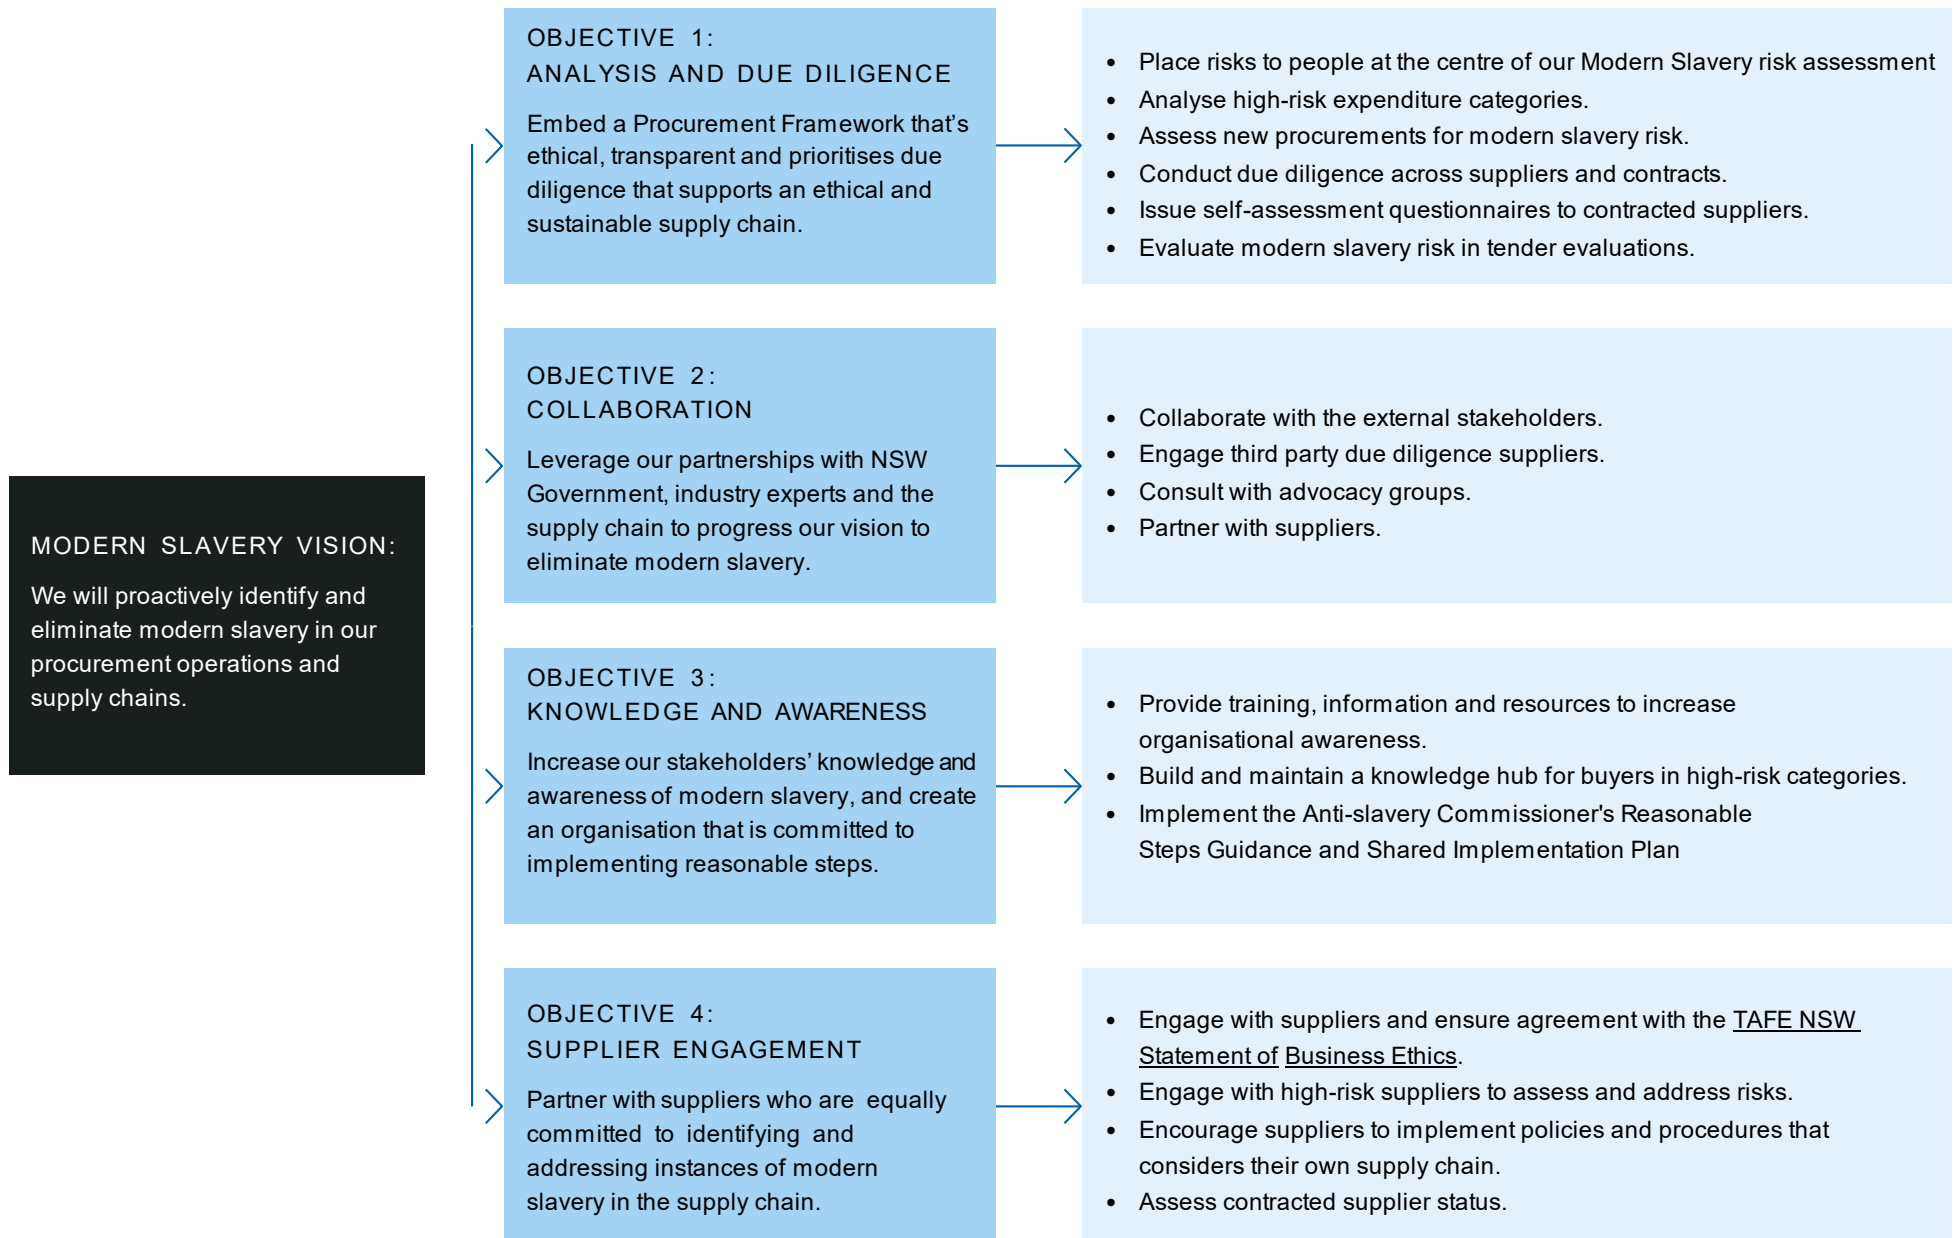 MODERN SLAVERY VISION:
We will proactively identify and
eliminate modern slavery in our
procurement operations and
supply chains.
OBJECTIVE 1:
ANALYSIS AND DUE DILIGENCE
Embed a Procurement Framework that’s
ethical, transparent and prioritises due
diligence that supports an ethical and
sustainable supply chain.
• Place risks to people at the centre of our Modern Slavery risk assessment
• Analyse high-risk expenditure categories.
• Assess new procurements for modern slavery risk.
• Conduct due diligence across suppliers and contracts.
• Issue self-assessment questionnaires to contracted suppliers.
• Evaluate modern slavery risk in tender evaluations.
OBJECTIVE 2:
COLLABORATION
Leverage our partnerships with NSW
Government, industry experts and the
supply chain to progress our vision to
eliminate modern slavery.
• Collaborate with the external stakeholders.
• Engage third party due diligence suppliers.
• Consult with advocacy groups.
• Partner with suppliers.
OBJECTIVE 3:
KNOWLEDGE AND AWARENESS
Increase our stakeholders’ knowledge and
awareness of modern slavery, and create
an organisation that is committed to
implementing reasonable steps.
• Provide training, information and resources to increase
organisational awareness.
• Build and maintain a knowledge hub for buyers in high-risk categories.
• Implement the Anti-slavery Commissioner's Reasonable
Steps Guidance and Shared Implementation Plan
OBJECTIVE 4:
SUPPLIER ENGAGEMENT
Partner with suppliers who are equally
committed to identifying and
addressing instances of modern
slavery in the supply chain.
• Engage with suppliers and ensure agreement with the TAFE NSW
Statement of Business Ethics.
• Engage with high-risk suppliers to assess and address risks.
• Encourage suppliers to implement policies and procedures that
considers their own supply chain.
• Assess contracted supplier status.